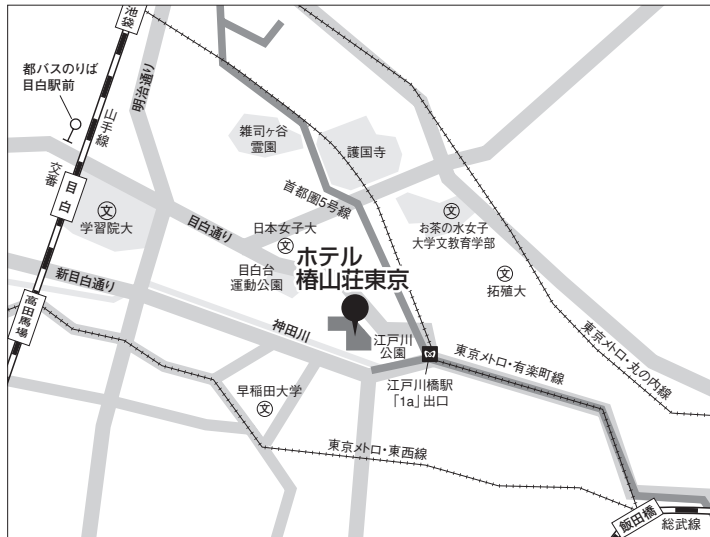 池袋
都バスのりば
目白駅前
山手線
明治通り
交番
目白
学習院大
文
雑司ヶ谷
霊園
護国寺
首都圏5号線
目白通り
日本女子大
文
目白台
運動公園
ホテル
椿山荘東京
文
お茶の水女子
大学文教育学部
文
拓殖大
新目白通り
高田馬場
神田川
江戸川
公園
江戸川橋駅
「1a」出口
東京メトロ・有楽町線
東京メトロ・丸の内線
早稲田大学
文
東京メトロ・東西線
飯田橋
総武線